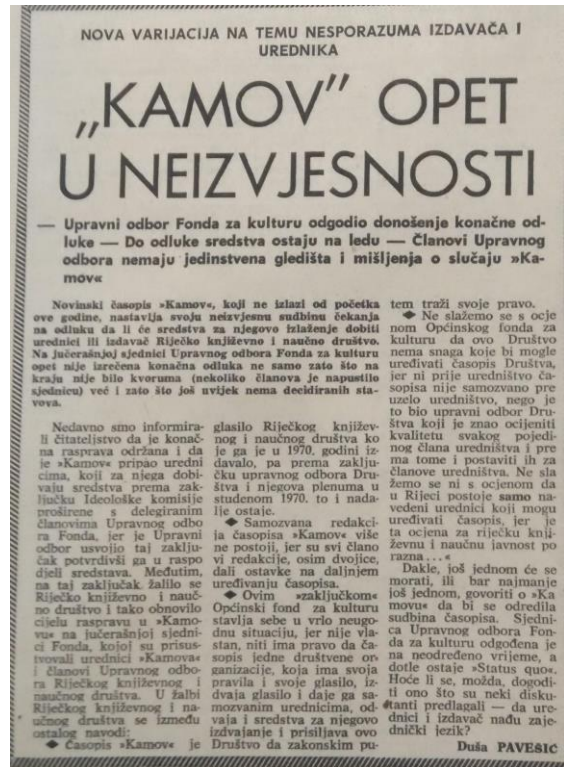 NOVA VARIJACIJA NA TEMU NESPORAZUMA IZDAVAČA I
UREDNIKA
„KAMOV” OPET
U NEIZVJESNOSTI
— Upravni odbor Fonda za kulturu odgodio donošenje konačne od-
luke — Do odluke sredstva ostaju na ledu — Članovi Upravnog
odbora nemaju jedinstvena gledišta i mišljenja o slučaju »Ka-
mov«
Novinski časopis »Kamov«, koji ne izlazi od početka
ove godine, nastavlja svoju neizvjesnu sudbinu čekanja
na odluku da li će sredstva za njegovo izlaženje dobiti
urednici ili izdavač Riječko književno i naučno društvo.
Na jučerašnjoj sjednici Upravnog odbora Fonda za kulturu
opet nije izrečena konačna odluka ne samo zato što na
kraju nije bilo kvoruma (nekoliko članova je napustilo
sjednicu) već i zato što još uvijek nema decidiranih sta-
vova.
Nedavno smo informira-
li čitateljstvo da je konač-
na rasprava održana i da
je »Kamov« pripao uredni
cima, koji za njega dobi-
vaju sredstva prema zak-
ljučku Ideološke komisije
proširene s delegiranim
članovima Upravnog odbo
ra Fonda, jer je Upravni
odbor usvojio taj zaklju-
čak potvrdivši ga u raspo
djeli sredstava. Međutim,
na taj zaključak žalilo se
Riječko književno i nauč-
no društvo i tako obnovilo
cijelu raspravu u »Kamo-
vu« na jučerašnjoj sjedni-
ci Fonda, kojoj su prisus-
tvovali urednici »Kamova«
i članovi Upravnog odbo-
ra Riječkog književnog i
naučnog društva. U žalbi
Riječkog književnog i na-
učnog društva se između
ostalog navodi:
◆ Časopis »Kamov« je
glasilo Riječkog književ-
nog i naučnog društva ko
je ga je u 1970. godini iz-
davalo, pa prema zaklju-
čku upravnog odbora Dru-
štva i njegova plenuma u
studenom 1970. to i nada-
lje ostaje.
◆ Samozvana redakci-
ja časopisa »Kamov« više
ne postoji, jer su svi člano
vi redakcije, osim dvojice,
dali ostavke na daljnjem
uređivanju časopisa.
◆ Ovim »zaključkom«
Općinski fond za kulturu
stavlja sebe u vrlo neugo-
dnu situaciju, jer nije vla-
stan, niti ima pravo da ča-
sopis jedne društvene or-
ganizacije, koja ima svoja
pravila i svoje glasilo, iz-
dvaja glasilo i daje ga sa-
mozvanim urednicima, od-
vaja i sredstva za njegovo
izdvajanje i prisiljava ovo
Društvo da zakonskim pu-
tem traži svoje pravo.
◆ Ne slažemo se s ocje
nom Općinskog fonda za
kulturu da ovo Društvo
nema snaga koje bi mogle
uređivati časopis Društva,
jer ni prije uredništvo ča-
sopisa nije samozvano pre
uzelo uredništvo, nego je
to bio upravni odbor Dru-
štva koji je znao ocijeniti
kvalitetu svakog pojedi-
nog člana uredništva i pre
ma tome i postaviti ih za
članove uredništva. Ne sla
žemo se ni s ocjenom da
u Rijeci postoje samo na-
vedeni urednici koji mogu
uređivati časopis, jer je
ta ocjena za riječku knji-
ževnu i naučnu javnost po
razna . . .«
Dakle, još jednom će se
morati, ili bar najmanje
još jednom, govoriti o »Ka
movu« da bi se odredila
sudbina časopisa. Sjedni-
ca Upravnog odbora Fon-
da za kulturu odgođena je
na neodređeno vrijeme, a
dotle ostaje »Status quo«.
Hoće li se, možda, dogodi-
ti ono što su neki disku-
tanti predlagali — da ure-
dnici i izdavač nađu zaje-
dnički jezik?
Duša PAVEŠIĆ